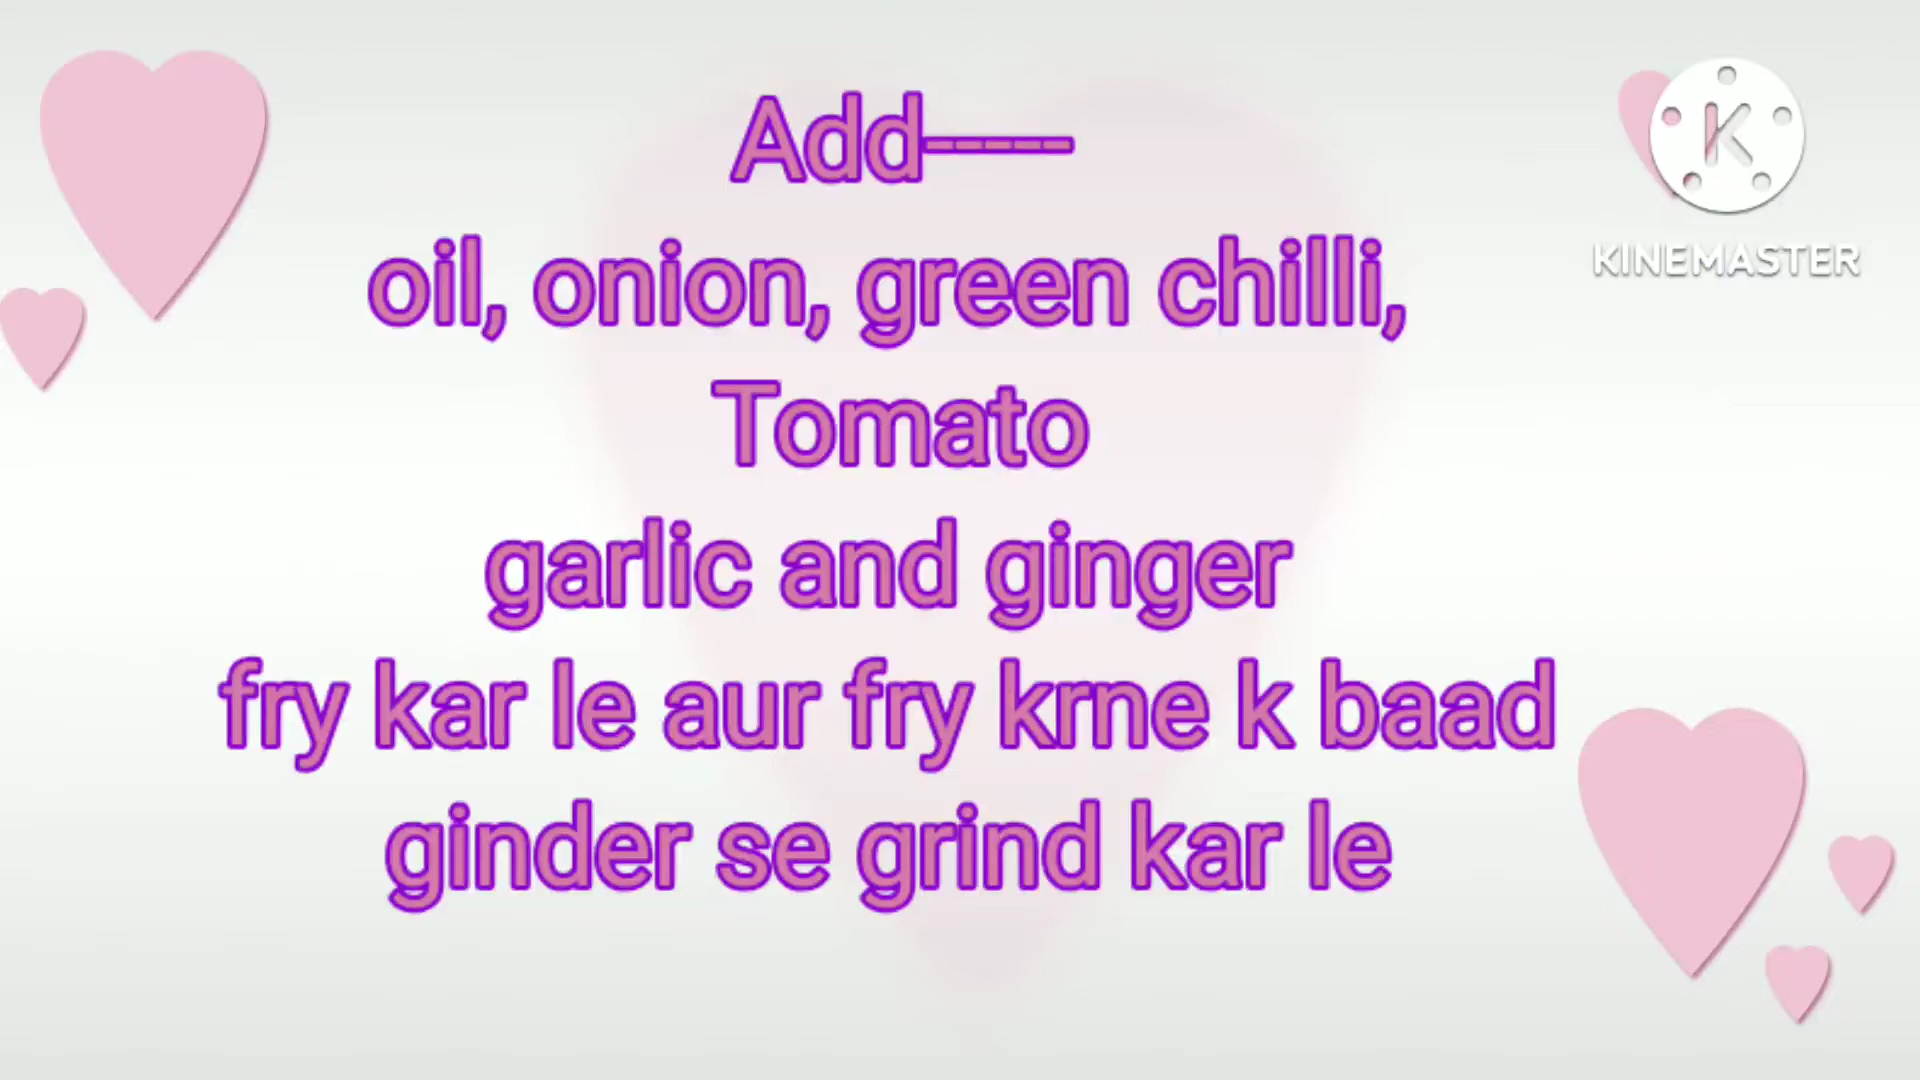 Add-----
oil, onion, green chilli,
Tomato
garlic and ginger
fry kar le aur fry krne k baad
ginder se grind kar le
K
KINEMASTER